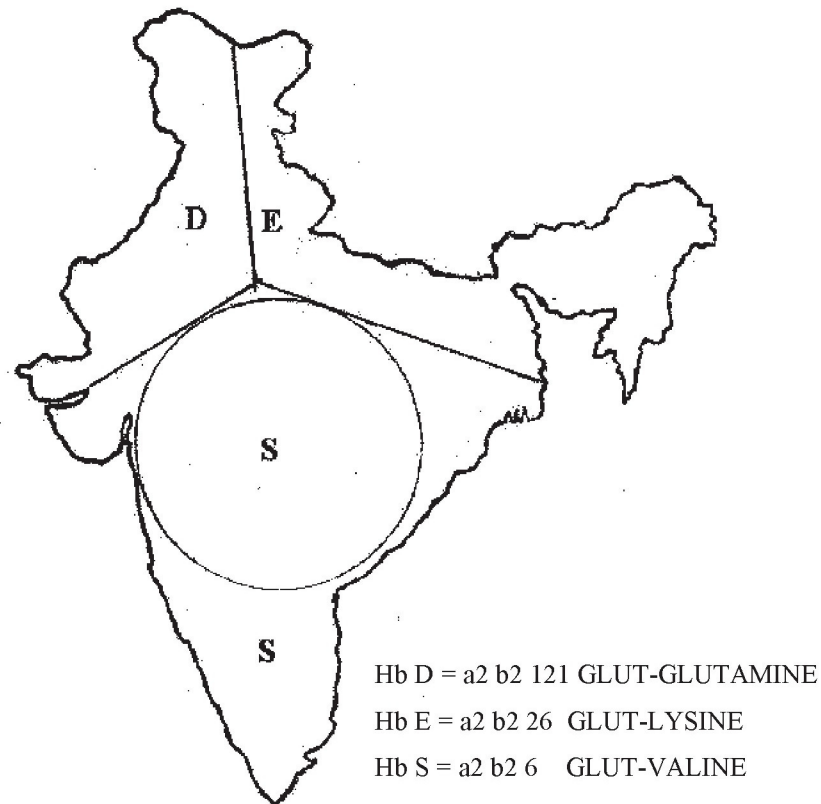 D E
S
S
Hb D = a2 b2 121 GLUT-GLUTAMINE
Hb E = a2 b2 26 GLUT-LYSINE
Hb S = a2 b2 6 GLUT-VALINE